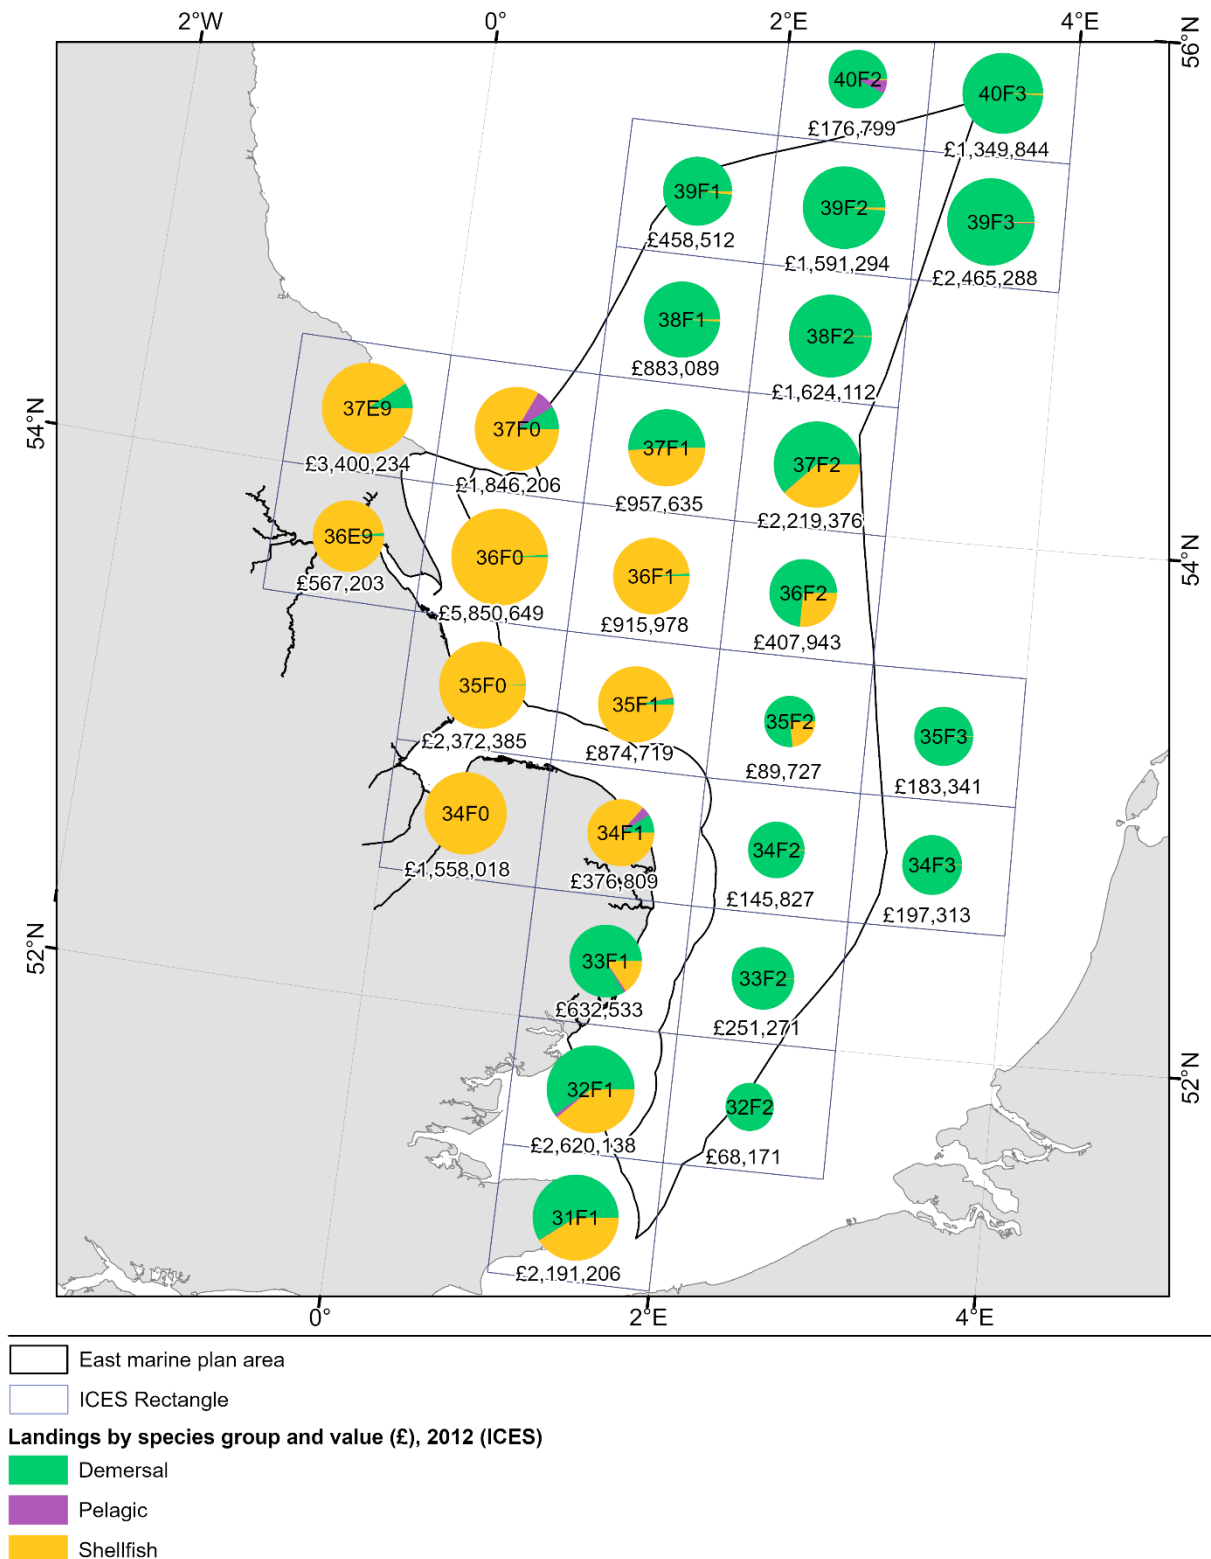 2°W 0° 2°E 4°E
56°N
40F2
40F3
£176,799
£1,349,844
39F1
39F2
39F3
£458,512
£1,591,294
£2,465,288
38F1
38F2
£883,089
£1,624,112
54°N
37E9
37F0
37F1
37F2
£3,400,234
£1,846,206
£957,635
£2,219,376
36E9
36F0
36F1
36F2
54°N
£567,203
£5,850,649
£915,978
£407,943
35F0
35F1
35F2
35F3
£2,372,385
£874,719
£89,727
£183,341
34F0
34F1
34F2
34F3
£1,558,018
£376,809
£145,827
£197,313
52°N
33F1
33F2
£632,533
£251,271
52°N
32F1
32F2
£2,620,138
£68,171
31F1
£2,191,206
0° 2°E 4°E
East marine plan area
ICES Rectangle
Landings by species group and value (£), 2012 (ICES)
Demersal
Pelagic
Shellfish